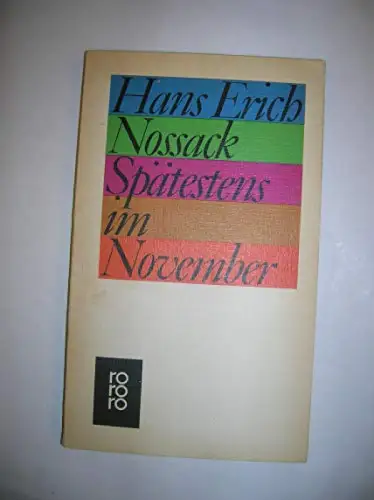 Hans Erich
Nossack
Spätestens
im
November
ro
ro
ro